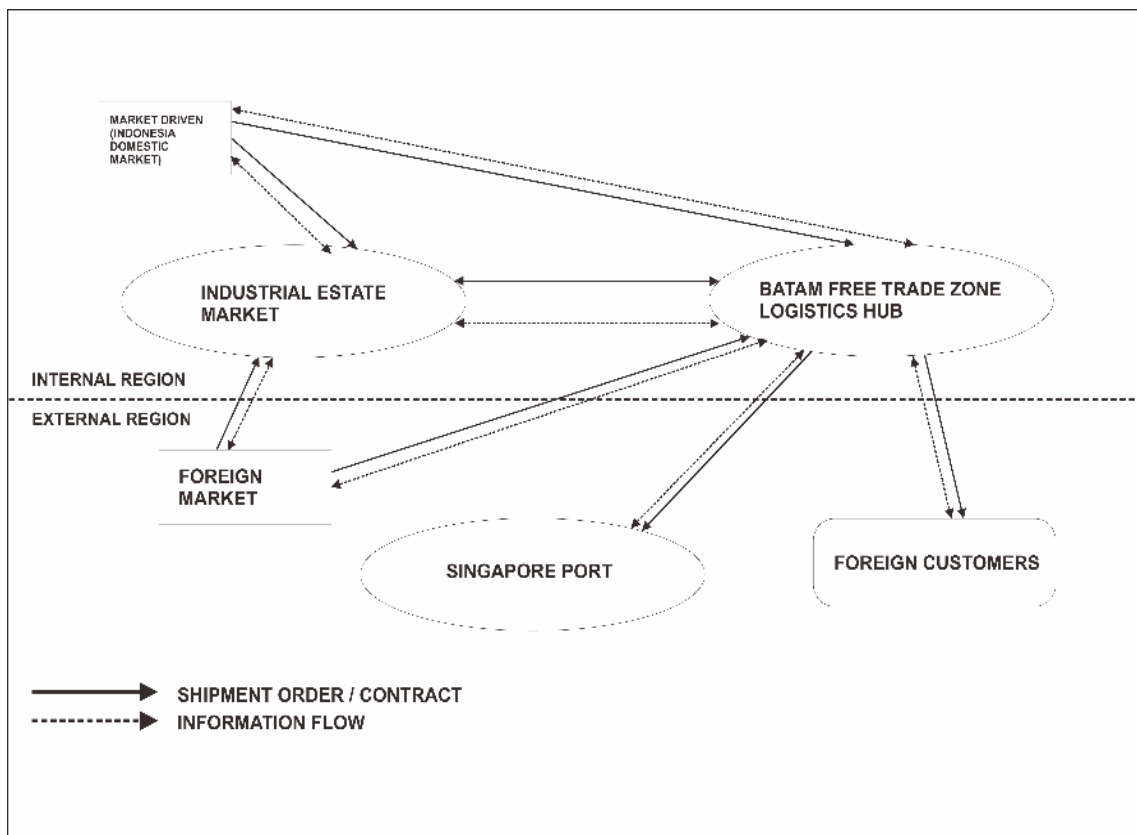 MARKET DRIVEN
(INDONESIA
DOMESTIC
MARKET)
INDUSTRIAL ESTATE
MARKET
BATAM FREE TRADE ZONE
LOGISTICS HUB
INTERNAL REGION
EXTERNAL REGION
FOREIGN
MARKET
SINGAPORE PORT
FOREIGN CUSTOMERS
SHIPMENT ORDER / CONTRACT
INFORMATION FLOW